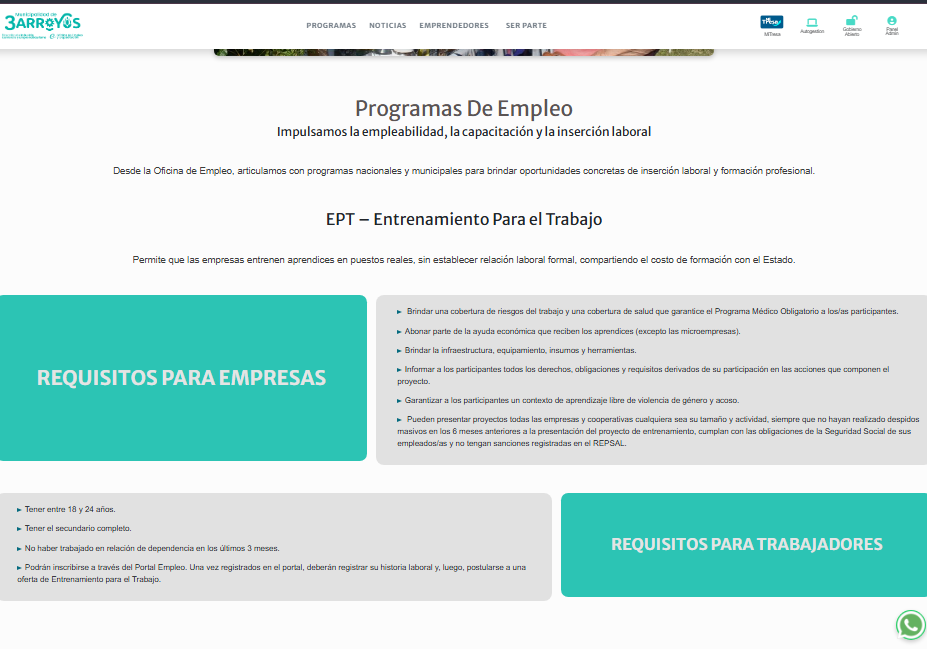 Municipalidad de
3ARROYOS
PROGRAMAS NOTICIAS EMPRENDEDORES SER PARTE
MiTresa
Autogestion
Gobierno
Abierto
Panel
Admin
Programas De Empleo
Impulsamos la empleabilidad, la capacitación y la inserción laboral
Desde la Oficina de Empleo, articulamos con programas nacionales y municipales para brindar oportunidades concretas de inserción laboral y formación profesional.
EPT – Entrenamiento Para el Trabajo
Permite que las empresas entrenen aprendices en puestos reales, sin establecer relación laboral formal, compartiendo el costo de formación con el Estado.
REQUISITOS PARA EMPRESAS
► Brindar una cobertura de riesgos del trabajo y una cobertura de salud que garantice el Programa Médico Obligatorio a los/as participantes.
► Abonar parte de la ayuda económica que reciben los aprendices (excepto las microempresas).
► Brindar la infraestructura, equipamiento, insumos y herramientas.
► Informar a los participantes todos los derechos, obligaciones y requisitos derivados de su participación en las acciones que componen el
proyecto.
► Garantizar a los participantes un contexto de aprendizaje libre de violencia de género y acoso.
► Pueden presentar proyectos todas las empresas y cooperativas cualquiera sea su tamaño y actividad, siempre que no hayan realizado despidos
masivos en los 6 meses anteriores a la presentación del proyecto de entrenamiento, cumplan con las obligaciones de la Seguridad Social de sus
empleados/as y no tengan sanciones registradas en el REPSAL.
► Tener entre 18 y 24 años.
► Tener el secundario completo.
► No haber trabajado en relación de dependencia en los últimos 3 meses.
► Podrán inscribirse a través del Portal Empleo. Una vez registrados en el portal, deberán registrar su historia laboral y, luego, postularse a una
oferta de Entrenamiento para el Trabajo.
REQUISITOS PARA TRABAJADORES